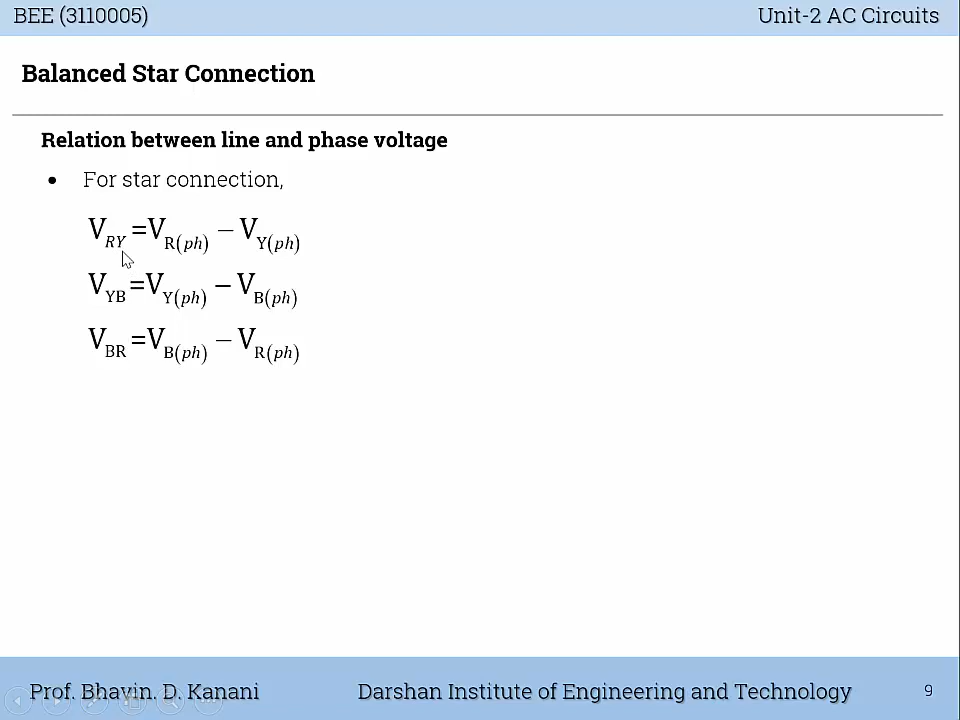 BEE (3110005) Unit-2 AC Circuits
Balanced Star Connection
Relation between line and phase voltage
• For star connection,
V_RY =V_R(ph) − V_Y(ph)
V_YB =V_Y(ph) − V_B(ph)
V_BR =V_B(ph) − V_R(ph)
Prof. Bhavin. D. Kanani Darshan Institute of Engineering and Technology 9